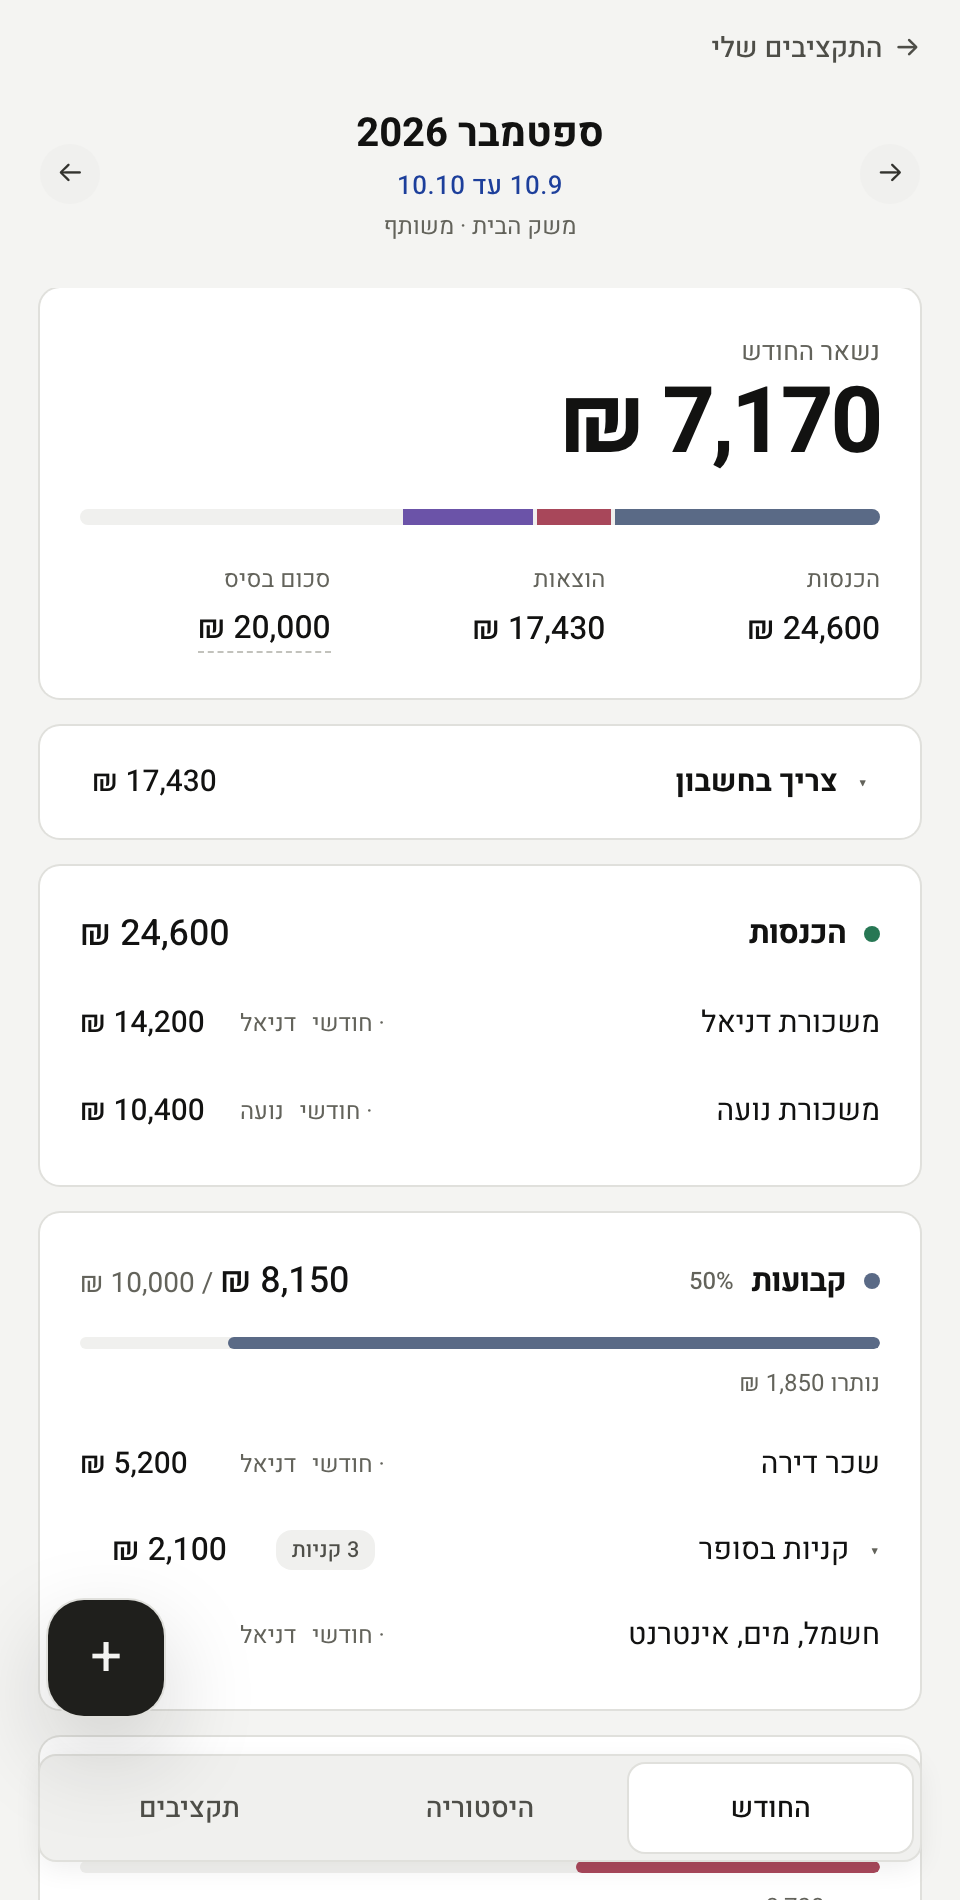 → התקציבים שלי
ספטמבר 2026
10.9 עד 10.10
משק הבית · משותף
נשאר החודש
7,170 ₪
הכנסות הוצאות סכום בסיס
24,600 ₪ 17,430 ₪ 20,000 ₪
צריך בחשבון 17,430 ₪
הכנסות 24,600 ₪
משכורת דניאל · חודשי דניאל 14,200 ₪
משכורת נועה · חודשי נועה 10,400 ₪
קבועות 50% 8,150 ₪ / 10,000 ₪
נותרו 1,850 ₪
שכר דירה · חודשי דניאל 5,200 ₪
קניות בסופר 3 קניות 2,100 ₪
חשמל, מים, אינטרנט · חודשי דניאל
+
החודש היסטוריה תקציבים